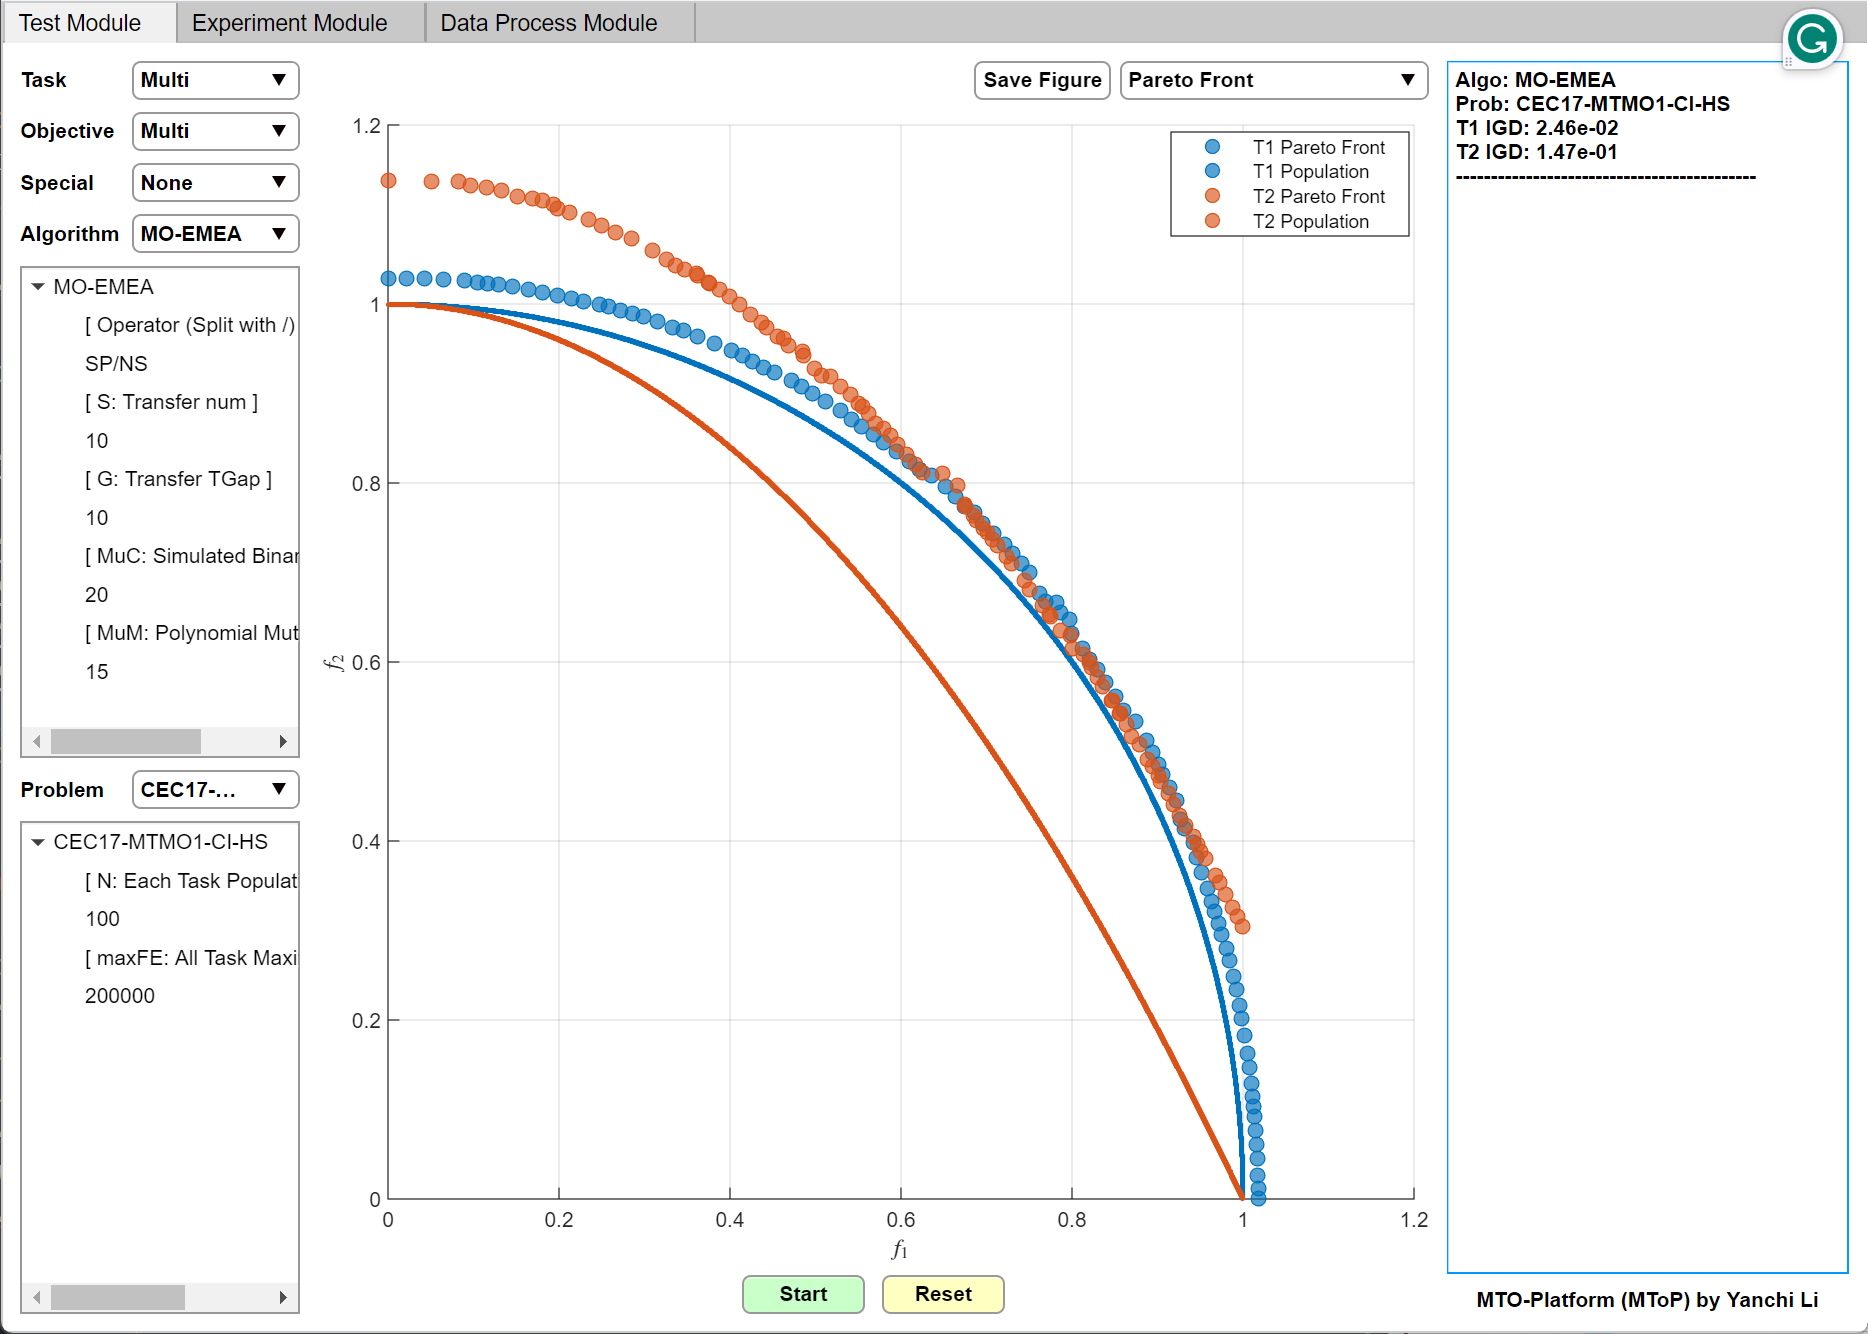 Test Module
Experiment Module
Data Process Module
Task
Multi
Objective
Multi
Special
None
Algorithm
MO-EMEA
MO-EMEA
[ Operator (Split with /)
SP/NS
[ S: Transfer num ]
10
[ G: Transfer TGap ]
10
[ MuC: Simulated Binar
20
[ MuM: Polynomial Mut
15
Problem
CEC17-...
CEC17-MTMO1-CI-HS
[ N: Each Task Populat
100
[ maxFE: All Task Maxi
200000
Save Figure
Pareto Front
T1 Pareto Front
T1 Population
T2 Pareto Front
T2 Population
1.2
1
0.8
0.6
0.4
0.2
0
f2
0
0.2
0.4
0.6
0.8
1
1.2
f1
Start
Reset
G
Algo: MO-EMEA
Prob: CEC17-MTMO1-CI-HS
T1 IGD: 2.46e-02
T2 IGD: 1.47e-01
-------------------------------------------
MTO-Platform (MToP) by Yanchi Li